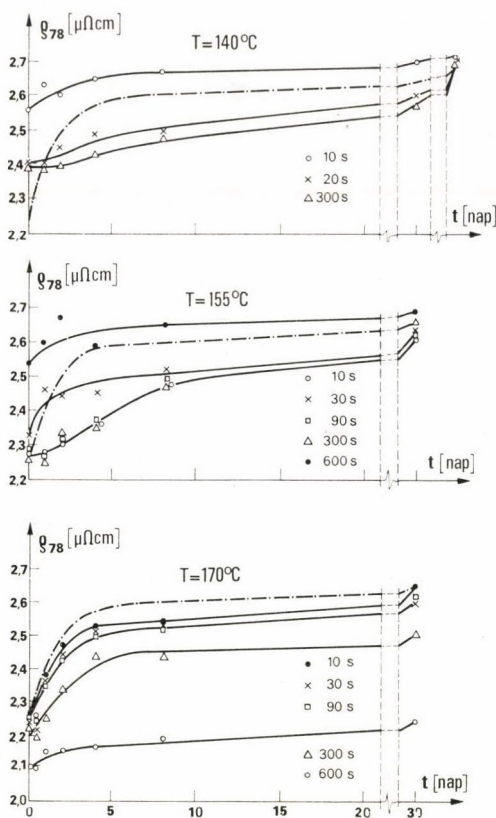 ϱS78 [μΩcm]
T=140°C
2,7
2,6
2,5
2,4
2,3
2,2
○ 10 s
× 20 s
△ 300 s
t [nap]
ϱS78 [μΩcm]
T=155°C
2,7
2,6
2,5
2,4
2,3
2,2
○ 10 s
× 30 s
□ 90 s
△ 300 s
● 600 s
t [nap]
ϱS78 [μΩcm]
T=170°C
2,7
2,6
2,5
2,4
2,3
2,2
2,1
2,0
● 10 s
× 30 s
□ 90 s
△ 300 s
○ 600 s
t [nap]
0 5 10 15 20 30